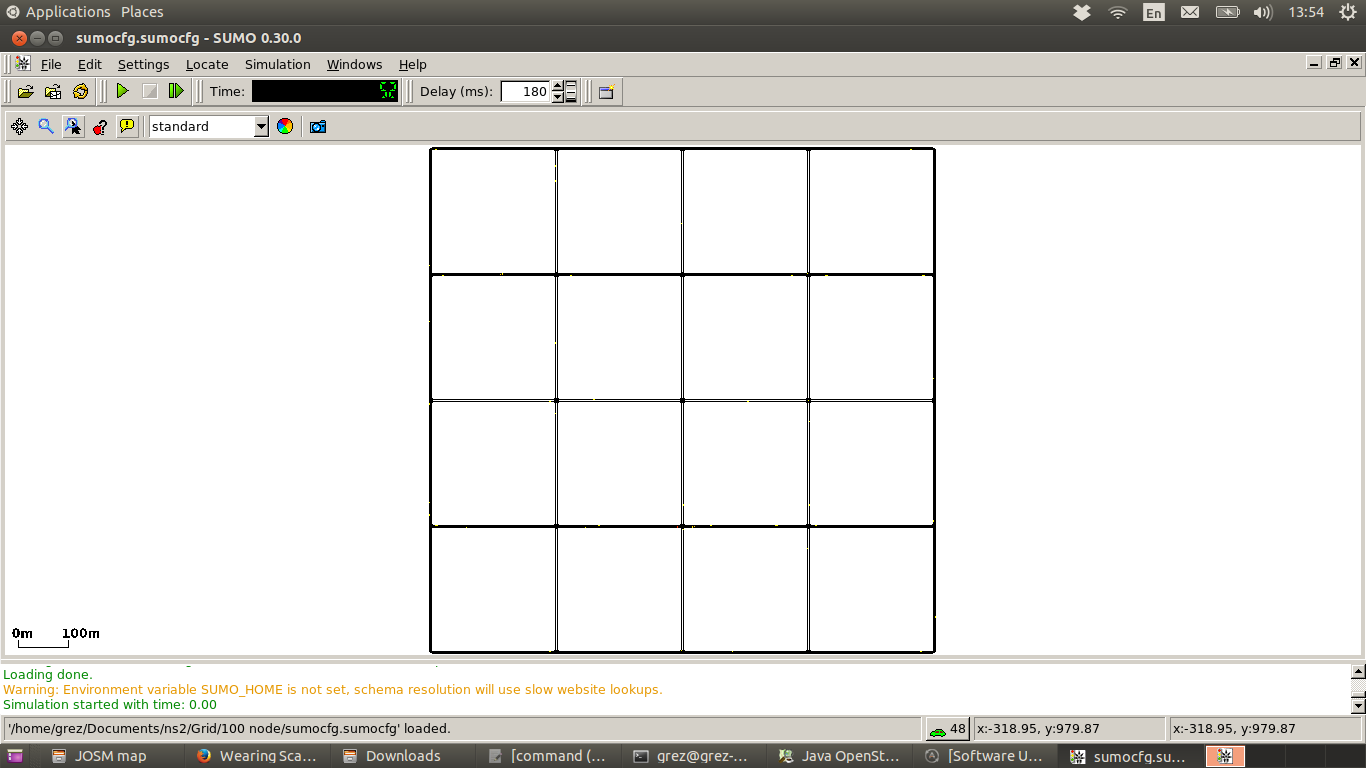 Applications Places En 13:54
sumocfg.sumocfg - SUMO 0.30.0
File Edit Settings Locate Simulation Windows Help
Time: Delay (ms): 180
standard
0m 100m
Loading done.
Warning: Environment variable SUMO_HOME is not set, schema resolution will use slow website lookups.
Simulation started with time: 0.00
'/home/grez/Documents/ns2/Grid/100 node/sumocfg.sumocfg' loaded. 48 x:-318.95, y:979.87 x:-318.95, y:979.87
JOSM map Wearing Sca... Downloads [command (... grez@grez-... Java OpenSt... [Software U... sumocfg.su...